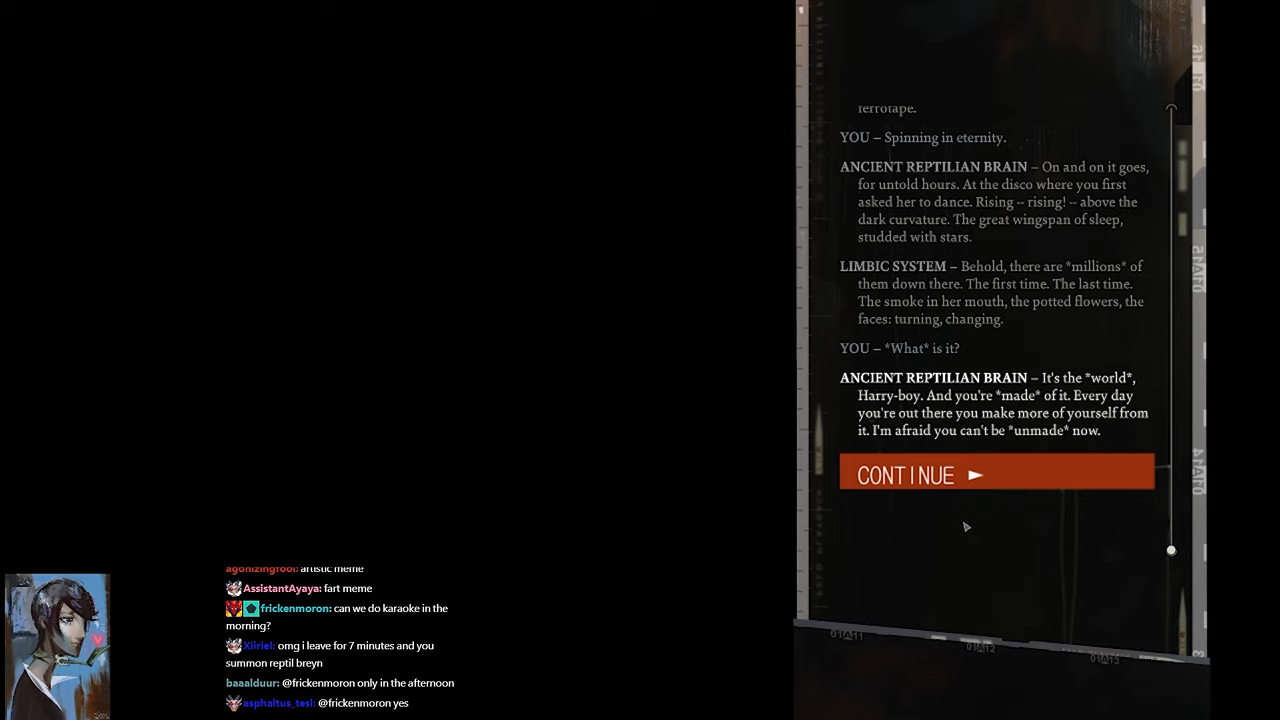 ferrotape.
YOU – Spinning in eternity.
ANCIENT REPTILIAN BRAIN – On and on it goes,
for untold hours. At the disco where you first
asked her to dance. Rising -- rising! -- above the
dark curvature. The great wingspan of sleep,
studded with stars.
LIMBIC SYSTEM – Behold, there are *millions* of
them down there. The first time. The last time.
The smoke in her mouth, the potted flowers, the
faces: turning, changing.
YOU – *What* is it?
ANCIENT REPTILIAN BRAIN – It's the *world*,
Harry-boy. And you're *made* of it. Every day
you're out there you make more of yourself from
it. I'm afraid you can't be *unmade* now.
CONTINUE ►
agonizingfool: artistic meme
AssistantAyaya: fart meme
frickenmoron: can we do karaoke in the
morning?
Xiiriel: omg i leave for 7 minutes and you
summon reptil breyn
baaalduur: @frickenmoron only in the afternoon
asphaltus_tesl: @frickenmoron yes
01A11
01A12
01A13